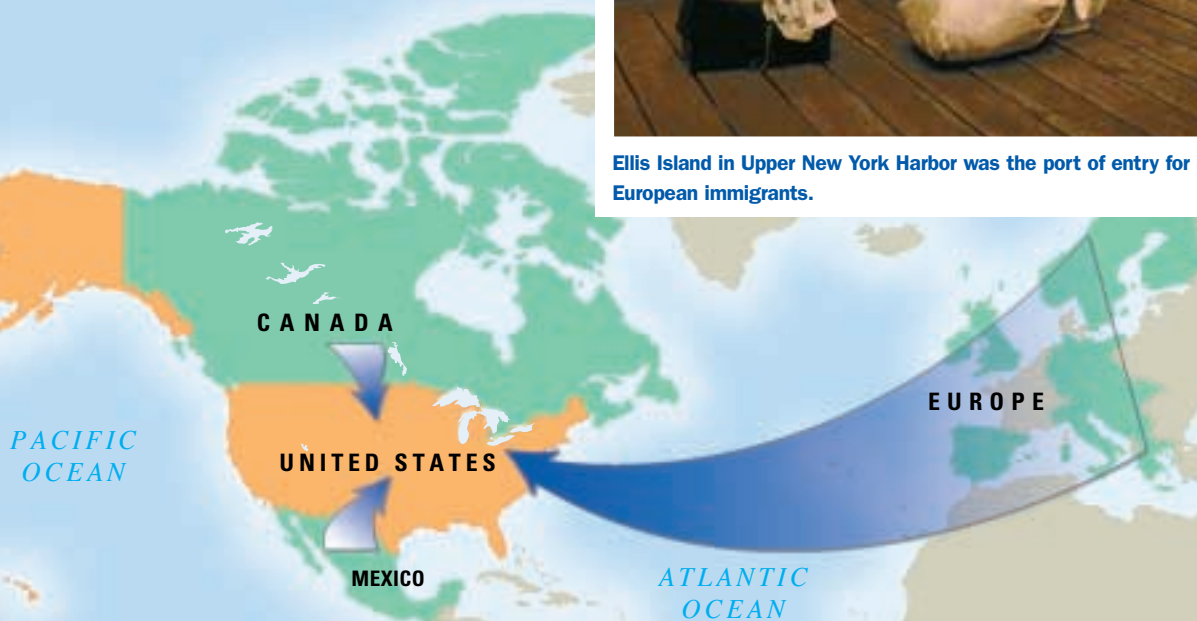 Ellis Island in Upper New York Harbor was the port of entry for
European immigrants.
CANADA
EUROPE
PACIFIC
OCEAN
UNITED STATES
MEXICO
ATLANTIC
OCEAN